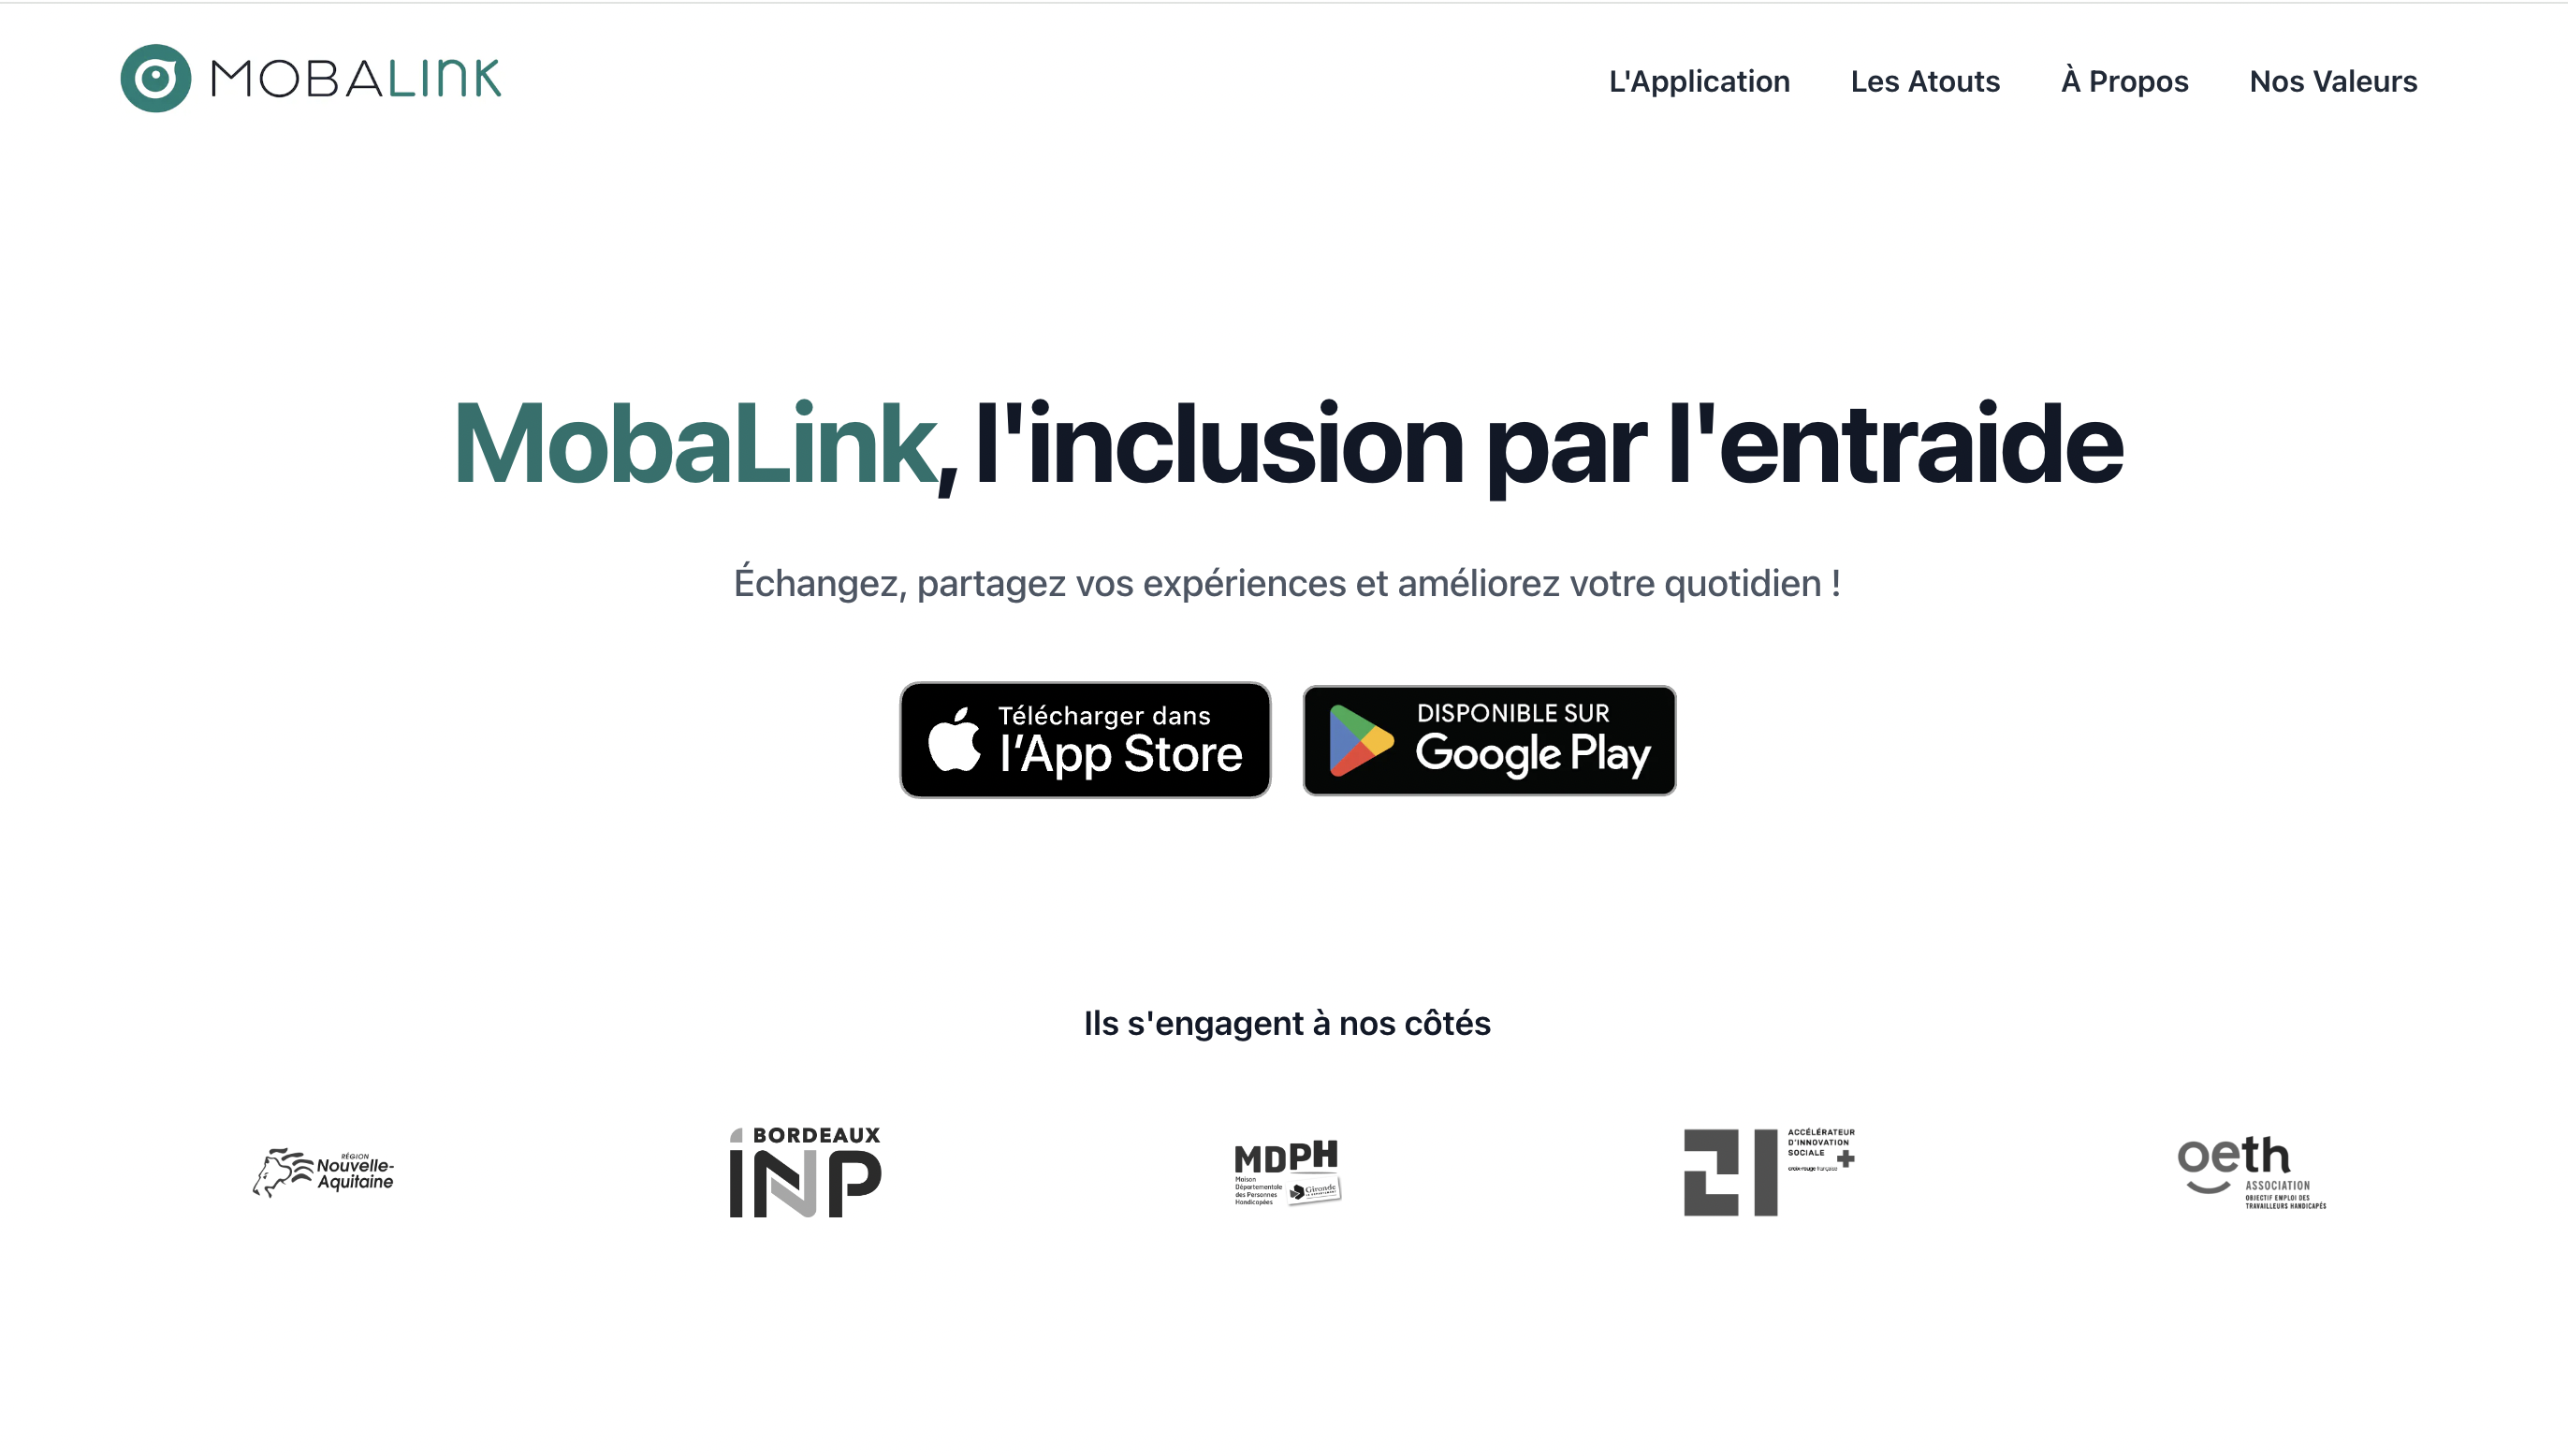 MOBALINK
L'Application
Les Atouts
À Propos
Nos Valeurs
MobaLink, l'inclusion par l'entraide
Échangez, partagez vos expériences et améliorez votre quotidien !
Télécharger dans
l'App Store
DISPONIBLE SUR
Google Play
Ils s'engagent à nos côtés
RÉGION
Nouvelle-
Aquitaine
BORDEAUX
INP
MDPH
Maison
Départementale
des Personnes
Handicapées
Gironde
21
ACCÉLÉRATEUR
D'INNOVATION
SOCIALE
croix-rouge française
oeth
ASSOCIATION
OBJECTIF EMPLOI DES
TRAVAILLEURS HANDICAPÉS